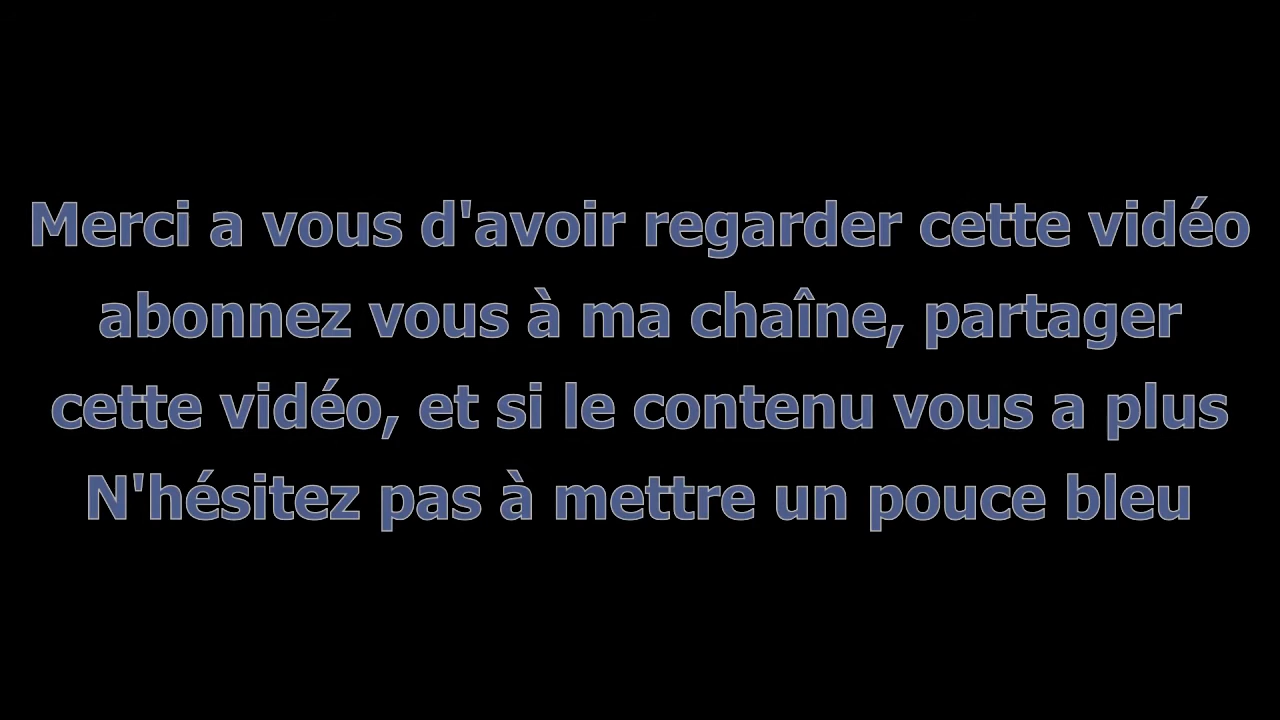 Merci a vous d'avoir regarder cette vidéo
abonnez vous à ma chaîne, partager
cette vidéo, et si le contenu vous a plus
N'hésitez pas à mettre un pouce bleu